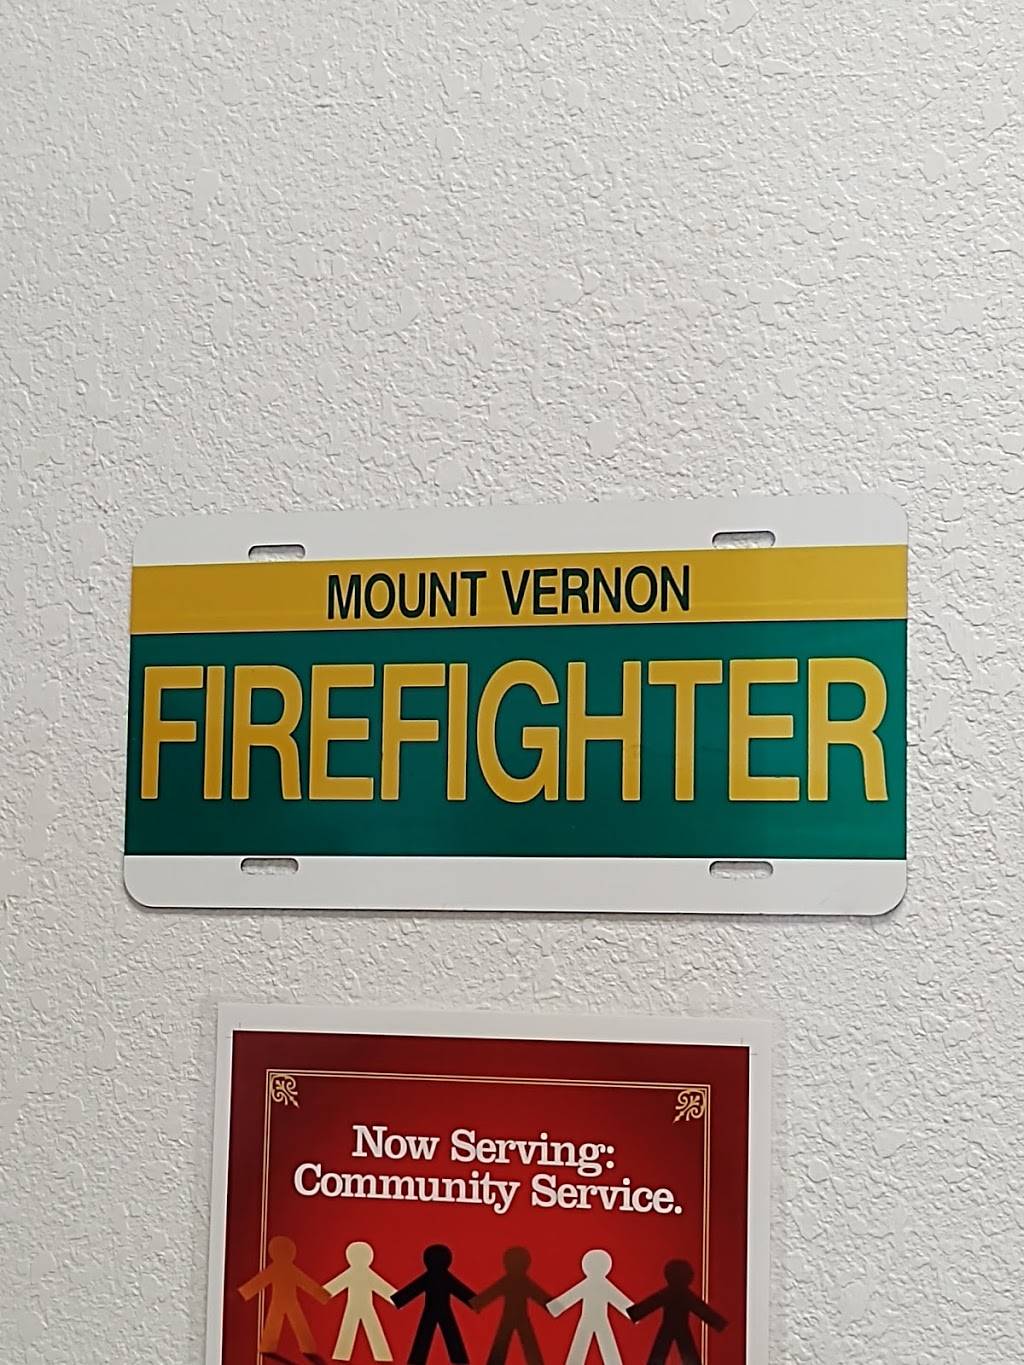 MOUNT VERNON
FIREFIGHTER
Now Serving:
Community Service.